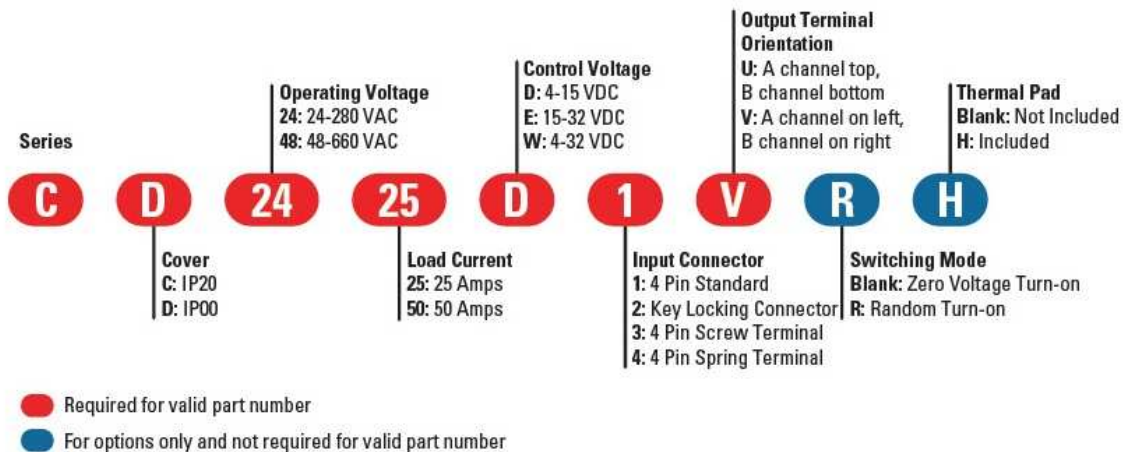 Output Terminal
Orientation
U: A channel top,
B channel bottom
V: A channel on left,
B channel on right
Control Voltage
D: 4-15 VDC
E: 15-32 VDC
W: 4-32 VDC
Operating Voltage
24: 24-280 VAC
48: 48-660 VAC
Thermal Pad
Blank: Not Included
H: Included
Series
C D 24 25 D 1 V R H
Cover
C: IP20
D: IP00
Load Current
25: 25 Amps
50: 50 Amps
Input Connector
1: 4 Pin Standard
2: Key Locking Connector
3: 4 Pin Screw Terminal
4: 4 Pin Spring Terminal
Switching Mode
Blank: Zero Voltage Turn-on
R: Random Turn-on
Required for valid part number
For options only and not required for valid part number